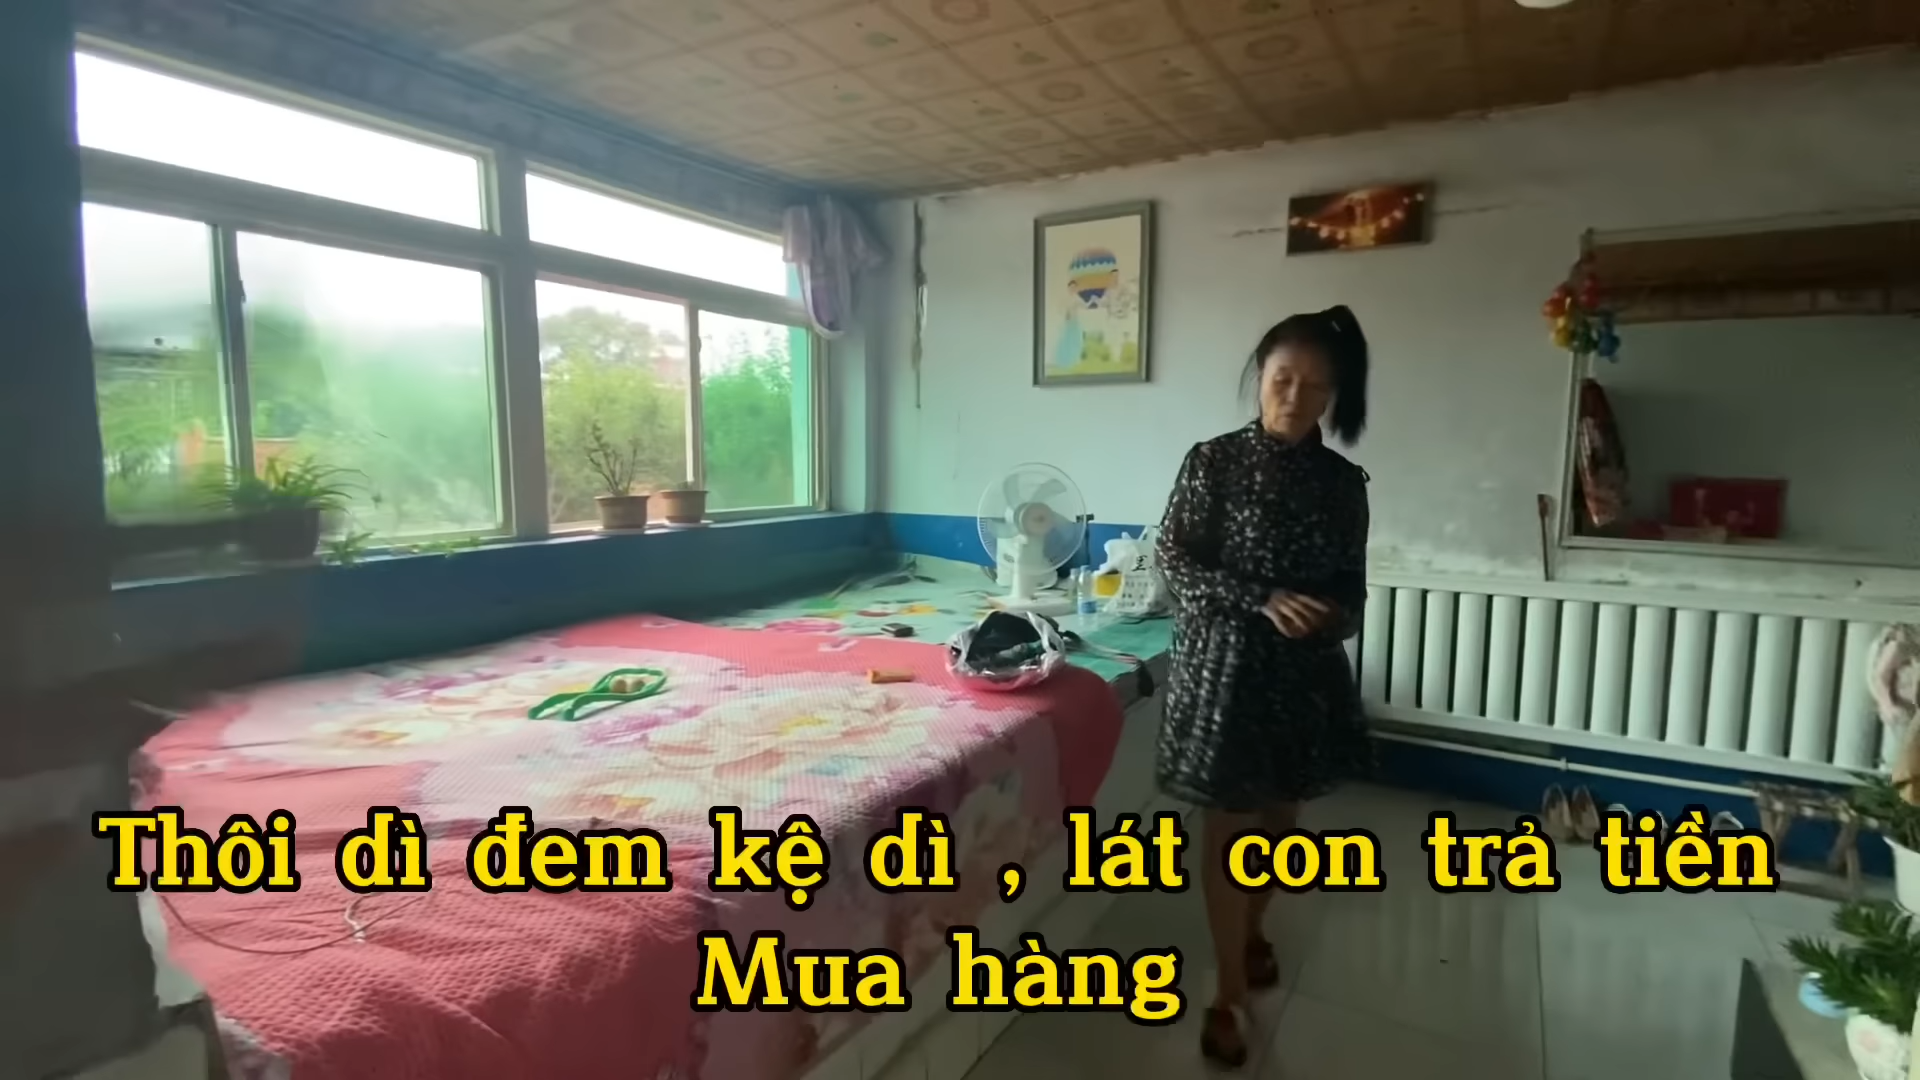 Thôi dì đem kệ dì , lát con trả tiền
Mua hàng